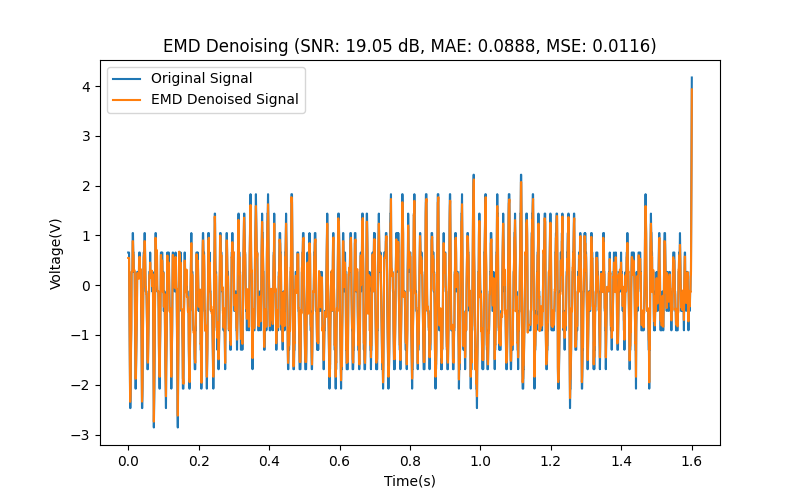 EMD Denoising (SNR: 19.05 dB, MAE: 0.0888, MSE: 0.0116)
Original Signal
EMD Denoised Signal
Voltage(V)
4
3
2
1
0
−1
−2
−3
0.0 0.2 0.4 0.6 0.8 1.0 1.2 1.4 1.6
Time(s)